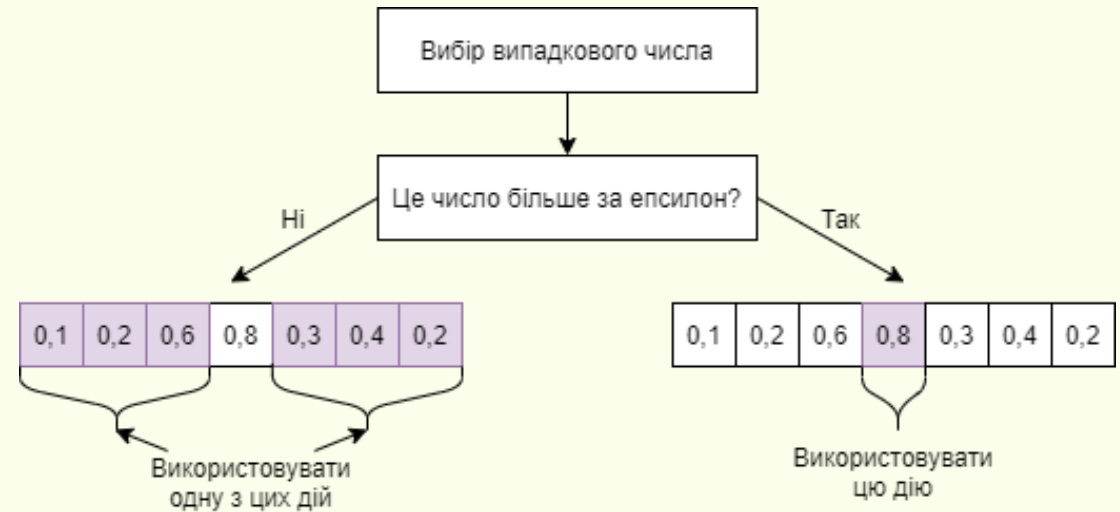 Вибір випадкового числа
Це число більше за епсилон?
Ні
Так
0,1 0,2 0,6 0,8 0,3 0,4 0,2
0,1 0,2 0,6 0,8 0,3 0,4 0,2
Використовувати
одну з цих дій
Використовувати
цю дію